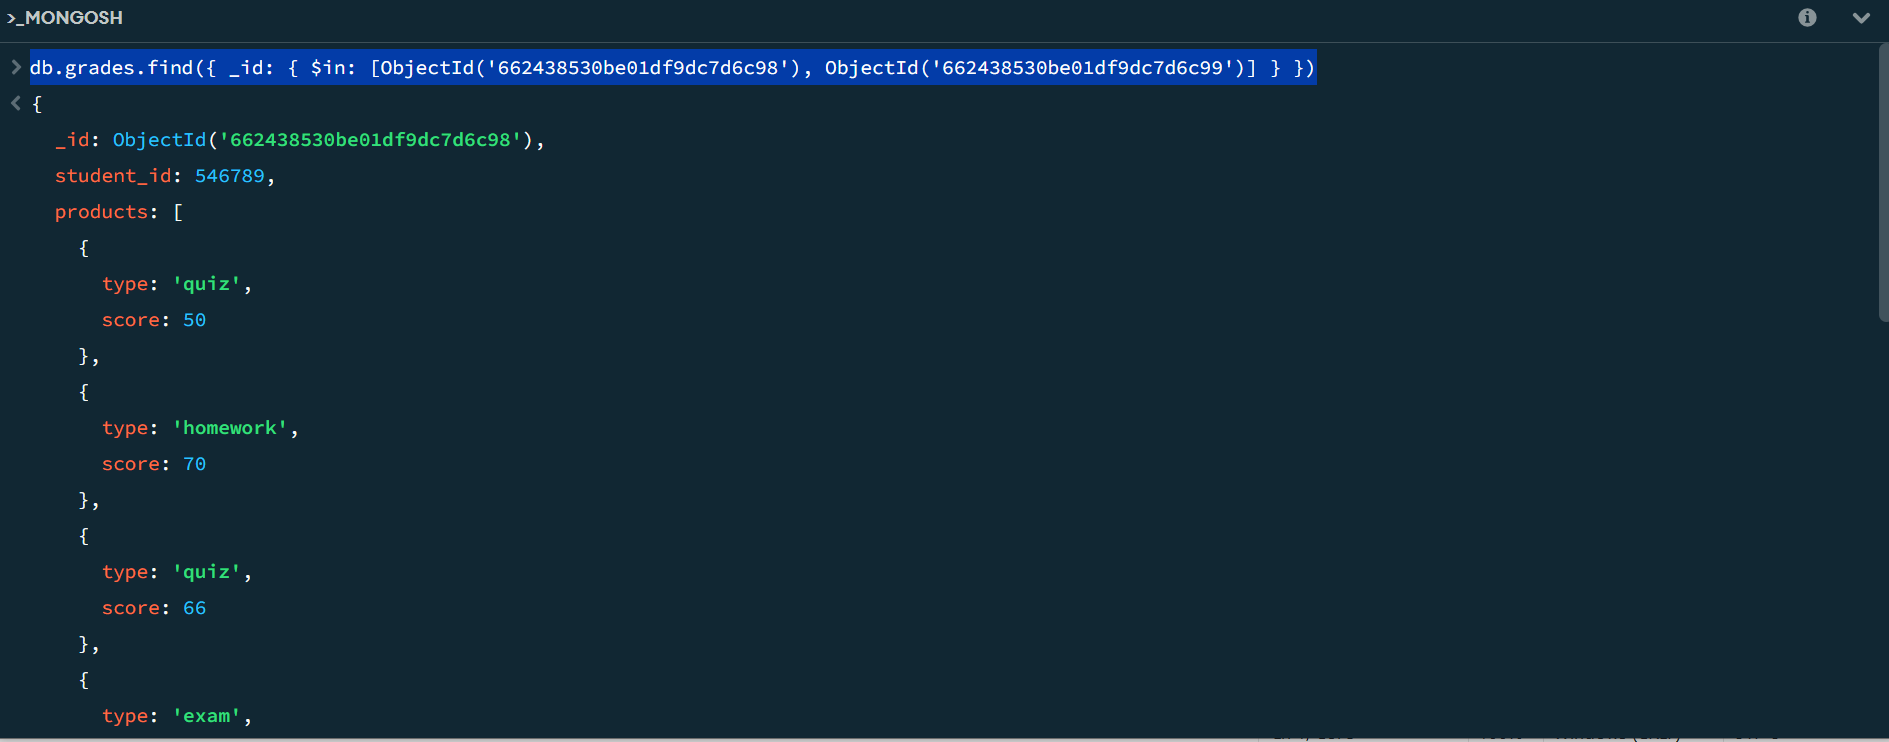 >_MONGOSH
> db.grades.find({ _id: { $in: [ObjectId('662438530be01df9dc7d6c98'), ObjectId('662438530be01df9dc7d6c99')] } })
< {
_id: ObjectId('662438530be01df9dc7d6c98'),
student_id: 546789,
products: [
{
type: 'quiz',
score: 50
},
{
type: 'homework',
score: 70
},
{
type: 'quiz',
score: 66
},
{
type: 'exam',